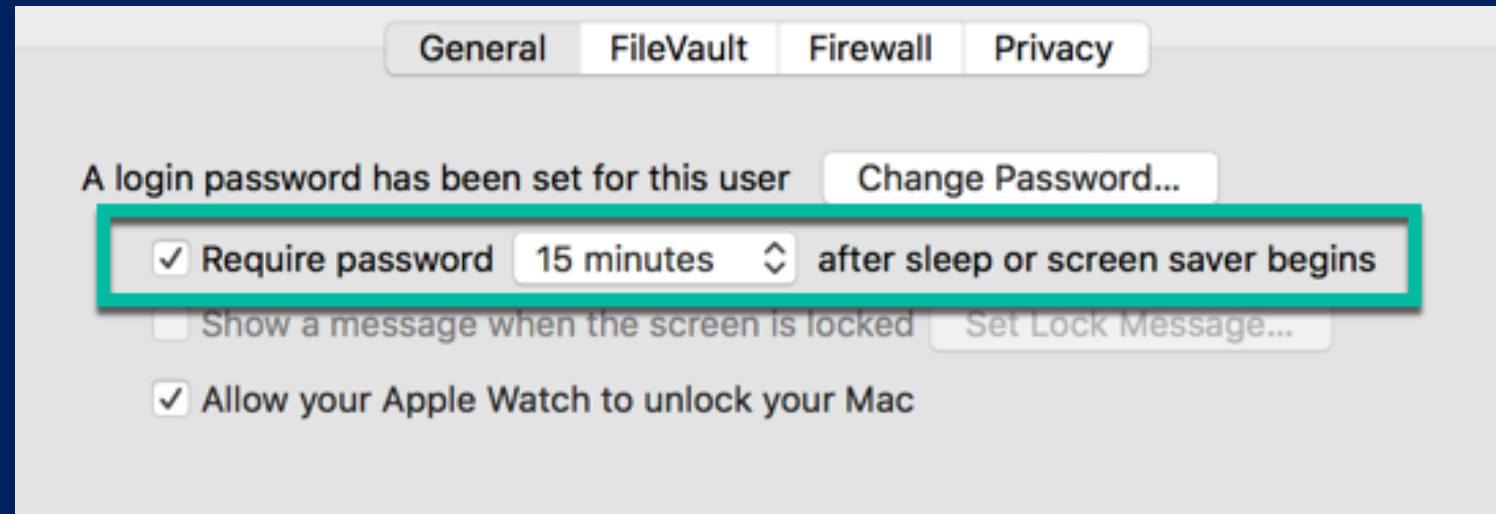 General FileVault Firewall Privacy
A login password has been set for this user Change Password...
Require password 15 minutes after sleep or screen saver begins
Show a message when the screen is locked Set Lock Message...
Allow your Apple Watch to unlock your Mac